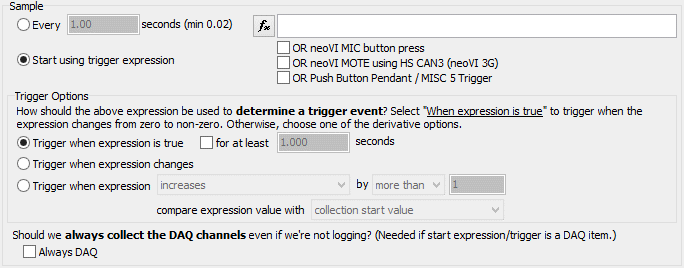 Sample
Every 1.00 seconds (min 0.02) fx
OR neoVI MIC button press
Start using trigger expression OR neoVI MOTE using HS CAN3 (neoVI 3G)
OR Push Button Pendant / MISC 5 Trigger
Trigger Options
How should the above expression be used to determine a trigger event? Select "When expression is true" to trigger when the
expression changes from zero to non-zero. Otherwise, choose one of the derivative options.
Trigger when expression is true for at least 1.000 seconds
Trigger when expression changes
Trigger when expression increases by more than 1
compare expression value with collection start value
Should we always collect the DAQ channels even if we're not logging? (Needed if start expression/trigger is a DAQ item.)
Always DAQ